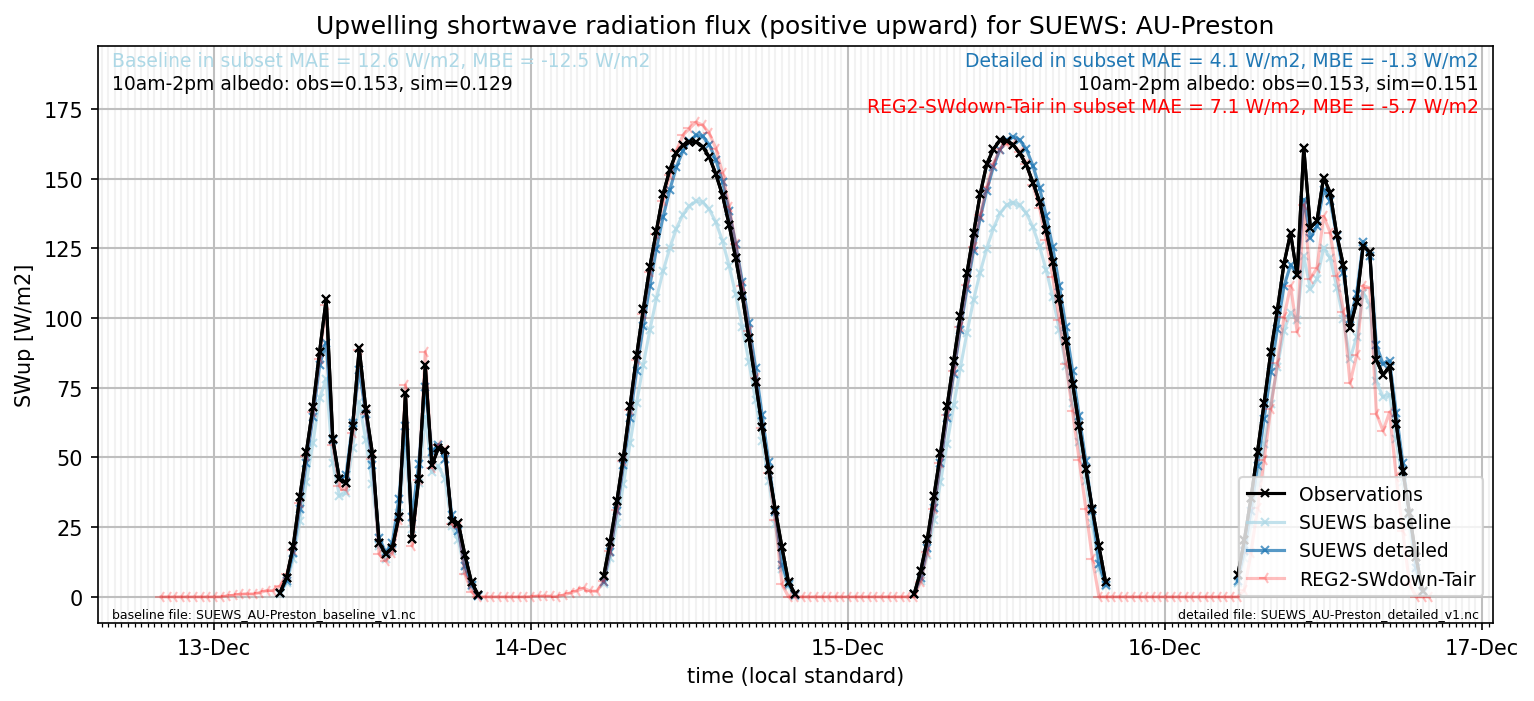 Upwelling shortwave radiation flux (positive upward) for SUEWS: AU-Preston
Baseline in subset MAE = 12.6 W/m2, MBE = -12.5 W/m2
10am-2pm albedo: obs=0.153, sim=0.129
Detailed in subset MAE = 4.1 W/m2, MBE = -1.3 W/m2
10am-2pm albedo: obs=0.153, sim=0.151
REG2-SWdown-Tair in subset MAE = 7.1 W/m2, MBE = -5.7 W/m2
SWup [W/m2]
175
150
125
100
75
50
25
0
Observations
SUEWS baseline
SUEWS detailed
REG2-SWdown-Tair
baseline file: SUEWS_AU-Preston_baseline_v1.nc
detailed file: SUEWS_AU-Preston_detailed_v1.nc
13-Dec
14-Dec
15-Dec
16-Dec
17-Dec
time (local standard)